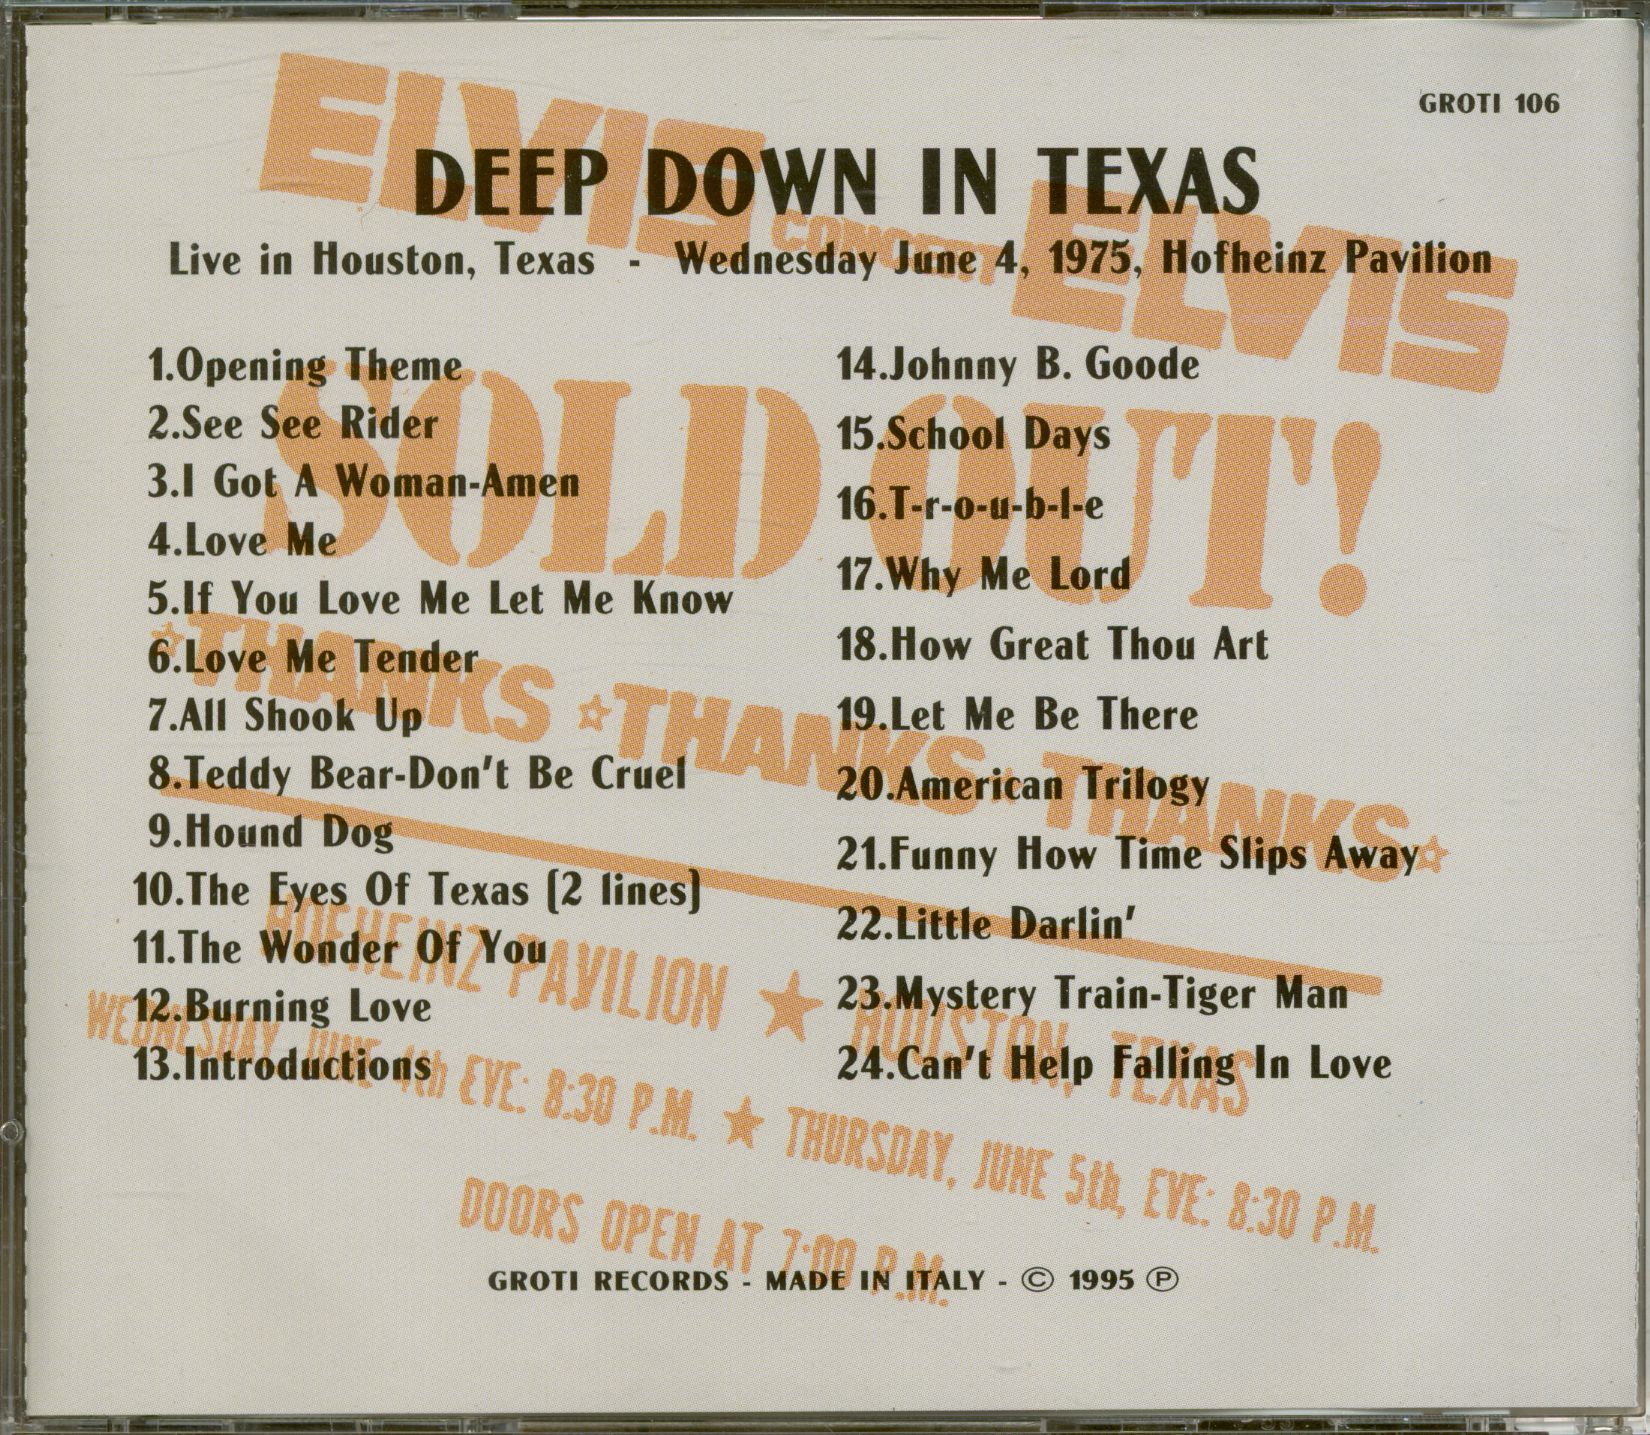 GROTI 106
ELVIS
CONCERT
ELVIS
DEEP DOWN IN TEXAS
Live in Houston, Texas - Wednesday June 4, 1975, Hofheinz Pavilion
SOLD OUT!
1.Opening Theme
2.See See Rider
3.I Got A Woman-Amen
4.Love Me
5.If You Love Me Let Me Know
6.Love Me Tender
7.All Shook Up
8.Teddy Bear-Don't Be Cruel
9.Hound Dog
10.The Eyes Of Texas (2 lines)
11.The Wonder Of You
12.Burning Love
13.Introductions
14.Johnny B. Goode
15.School Days
16.T-r-o-u-b-l-e
17.Why Me Lord
18.How Great Thou Art
19.Let Me Be There
20.American Trilogy
21.Funny How Time Slips Away
22.Little Darlin'
23.Mystery Train-Tiger Man
24.Can't Help Falling In Love
☆THANKS ☆THANKS☆THANKS☆
HOFHEINZ PAVILION ★ HOUSTON, TEXAS
WEDNESDAY, JUNE 4th EVE: 8:30 P.M. ★ THURSDAY, JUNE 5th, EVE: 8:30 P.M.
DOORS OPEN AT 7:00 P.M.
GROTI RECORDS - MADE IN ITALY - © 1995 ℗